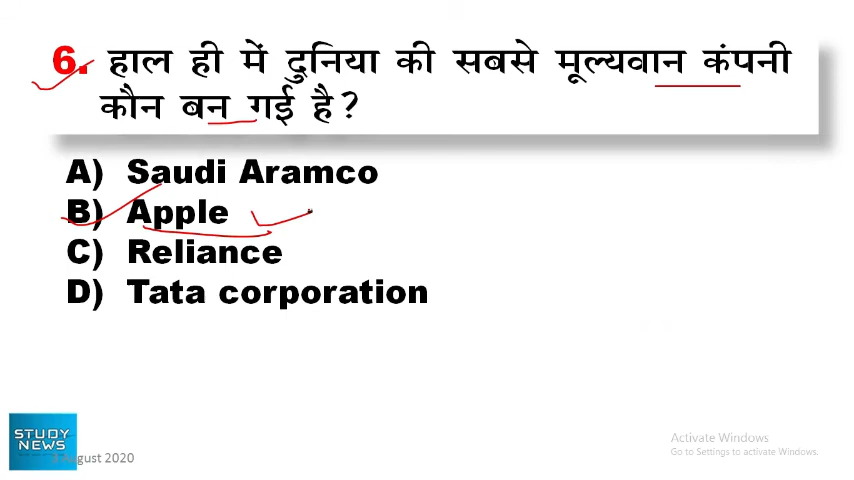 6. हाल ही में दुनिया की सबसे मूल्यवान कंपनी
कौन बन गई है?
A) Saudi Aramco
B) Apple
C) Reliance
D) Tata corporation
STUDY
NEWS
August 2020
Activate Windows
Go to Settings to activate Windows.